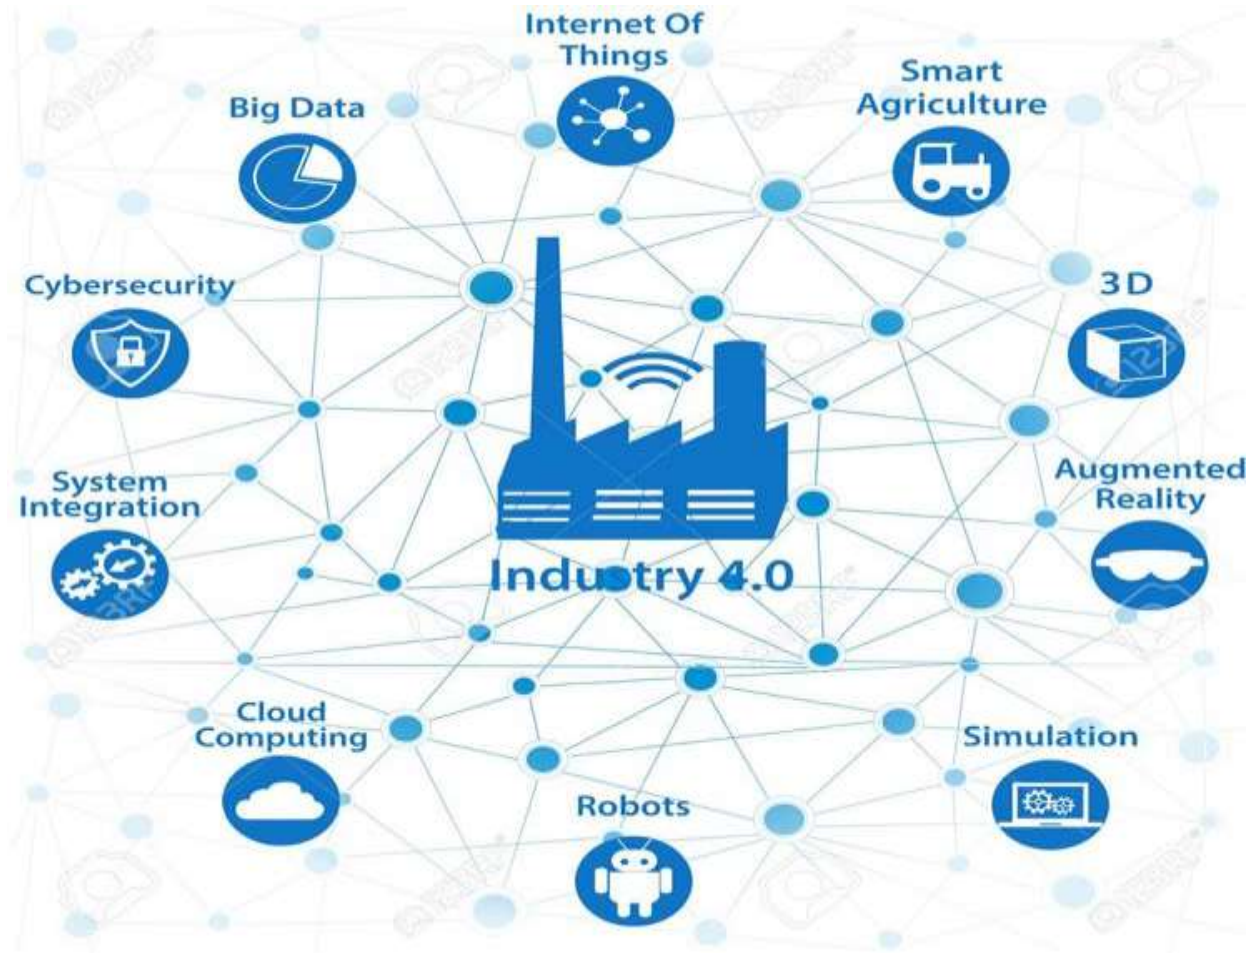 Internet Of
Things
Smart
Agriculture
Big Data
Cybersecurity
3D
System
Integration
Augmented
Reality
Industry 4.0
Cloud
Computing
Simulation
Robots
123RF